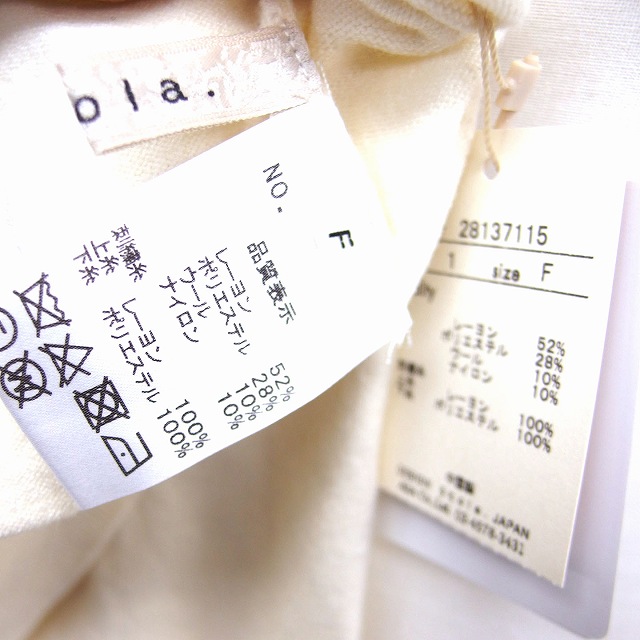 ola.
NO.
F
品質表示
レーヨン 52%
ポリエステル 28%
ウール 10%
ナイロン 10%
刺繍糸
上糸 レーヨン 100%
下糸 ポリエステル 100%
28137115
1 size F
レーヨン 52%
ポリエステル 28%
ウール 10%
ナイロン 10%
レーヨン 100%
ポリエステル 100%
中国製
JAPAN